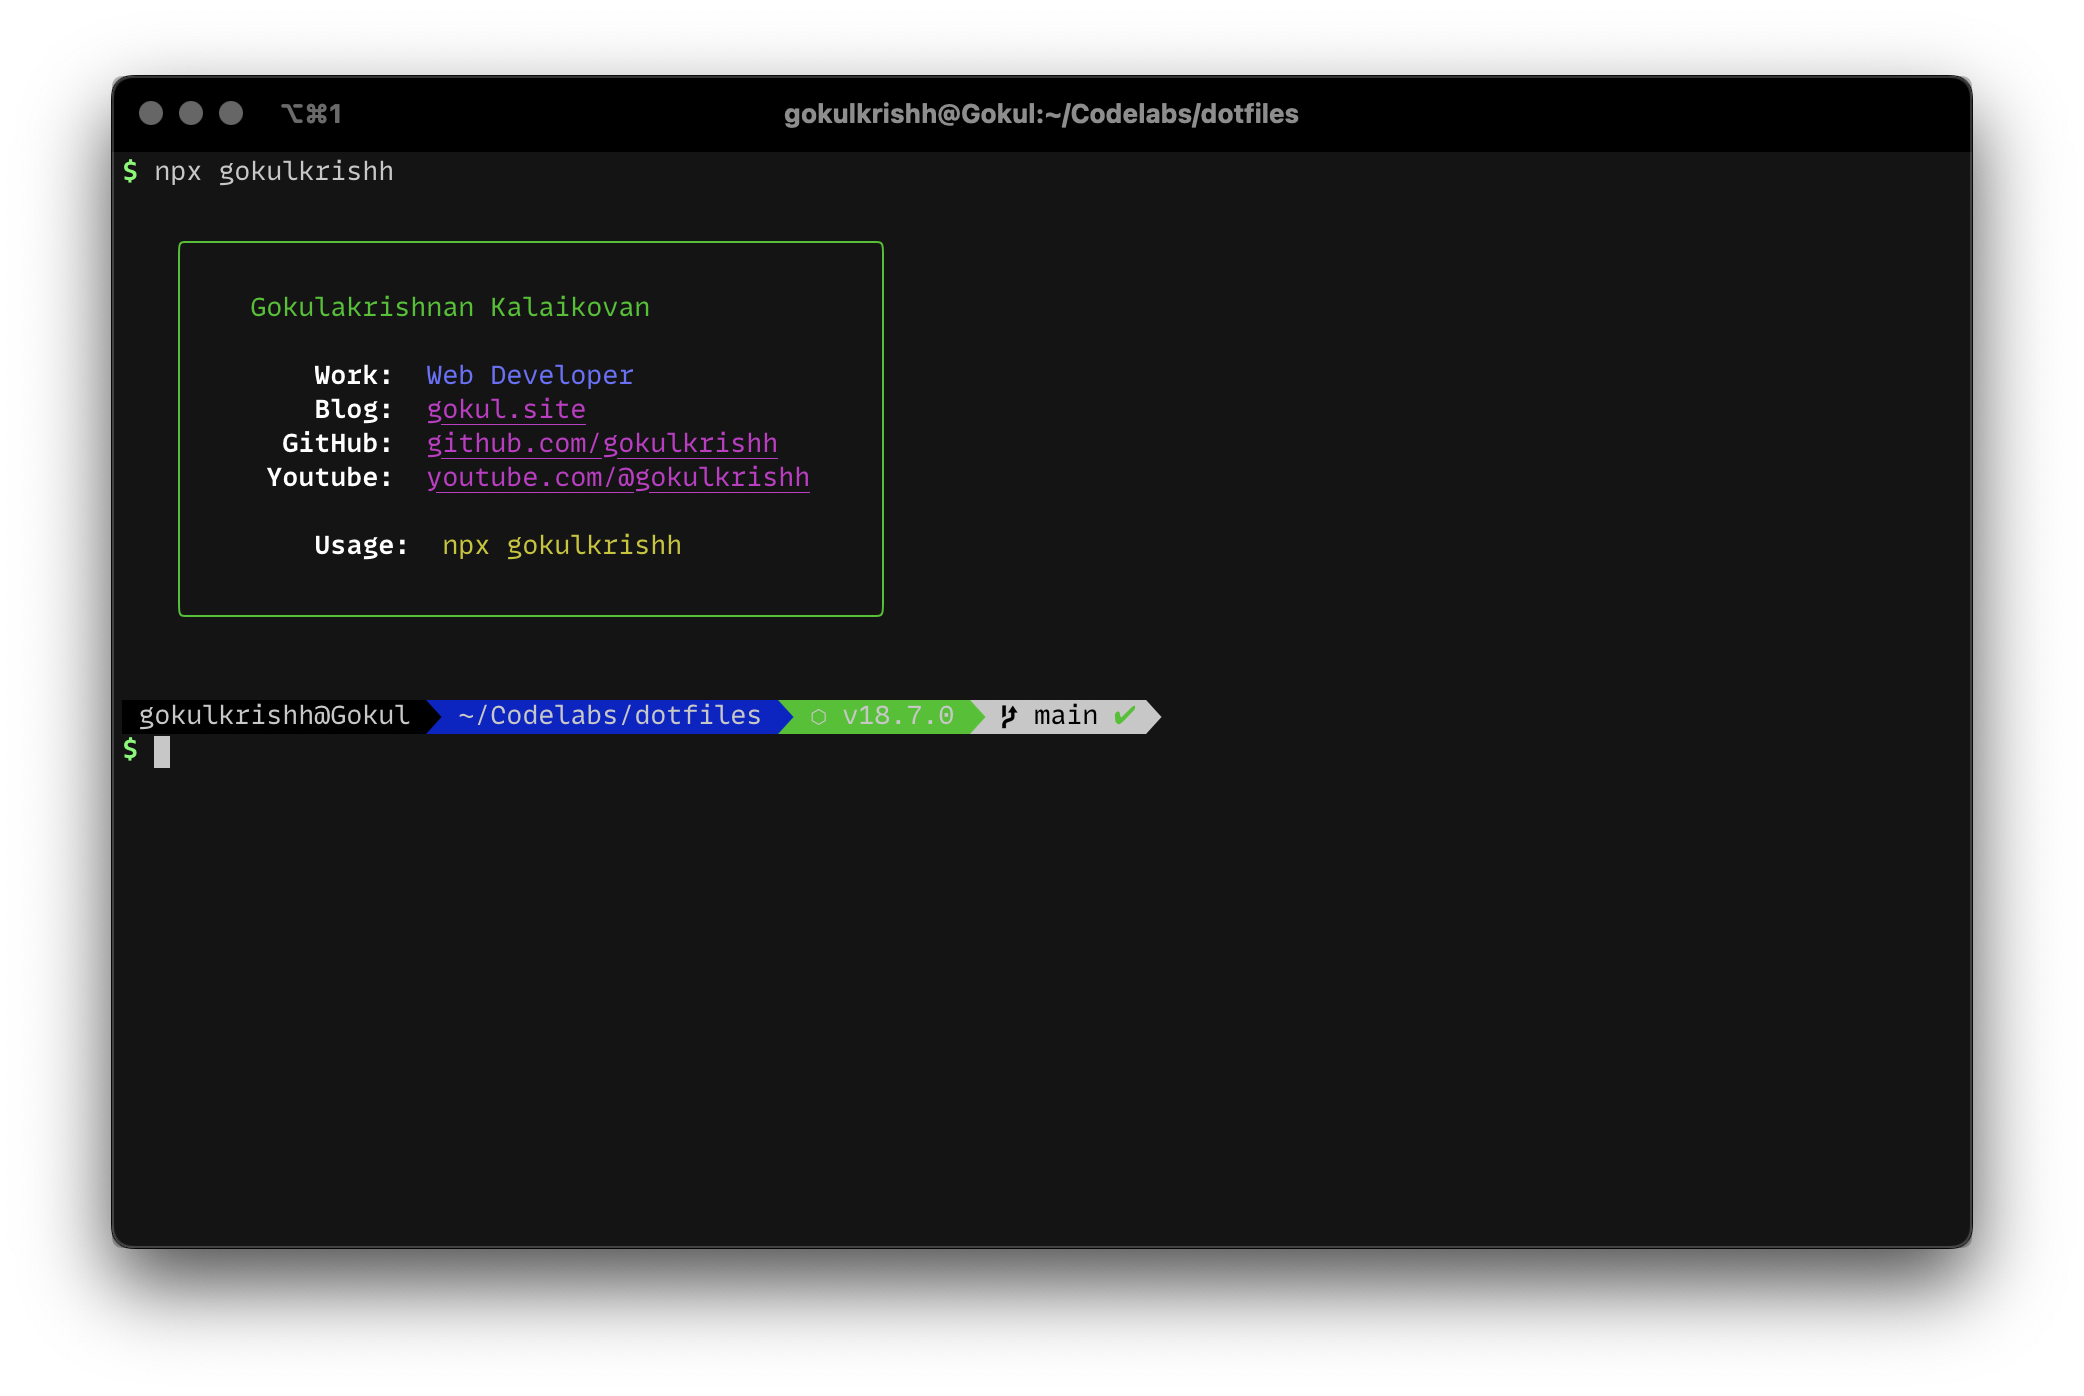 ⌥⌘1 gokulkrishh@Gokul:~/Codelabs/dotfiles
$ npx gokulkrishh
Gokulakrishnan Kalaikovan
Work: Web Developer
Blog: gokul.site
GitHub: github.com/gokulkrishh
Youtube: youtube.com/@gokulkrishh
Usage: npx gokulkrishh
gokulkrishh@Gokul ~/Codelabs/dotfiles ⬡ v18.7.0 main ✔
$